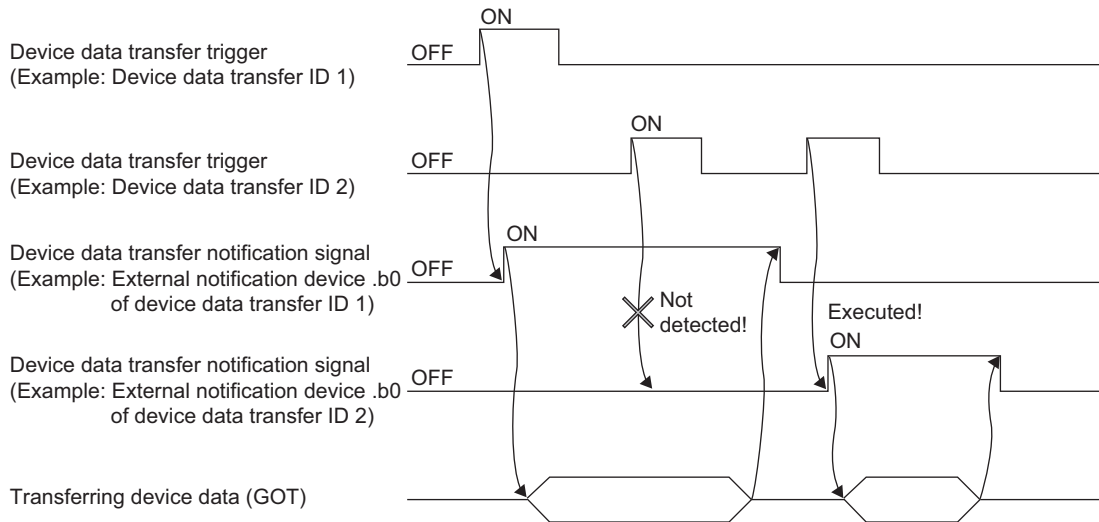 ON
Device data transfer trigger
OFF
(Example: Device data transfer ID 1)
ON
Device data transfer trigger
OFF
(Example: Device data transfer ID 2)
Device data transfer notification signal
ON
(Example: External notification device .b0
OFF
of device data transfer ID 1)
Not
detected!
Executed!
ON
Device data transfer notification signal
(Example: External notification device .b0
OFF
of device data transfer ID 2)
Transferring device data (GOT)